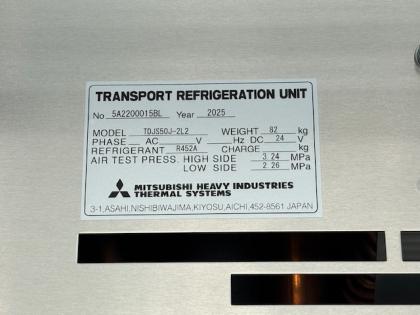 TRANSPORT REFRIGERATION UNIT
No 5A2200015BL Year 2025
MODEL TDJS50J-2L2 WEIGHT 82 kg
PHASE AC V Hz DC 24 V
REFRIGERANT R452A CHARGE kg
AIR TEST PRESS. HIGH SIDE 3.24 MPa
LOW SIDE 2.26 MPa
MITSUBISHI HEAVY INDUSTRIES
THERMAL SYSTEMS
3-1,ASAHI,NISHIBIWAJIMA,KIYOSU,AICHI,452-8561 JAPAN